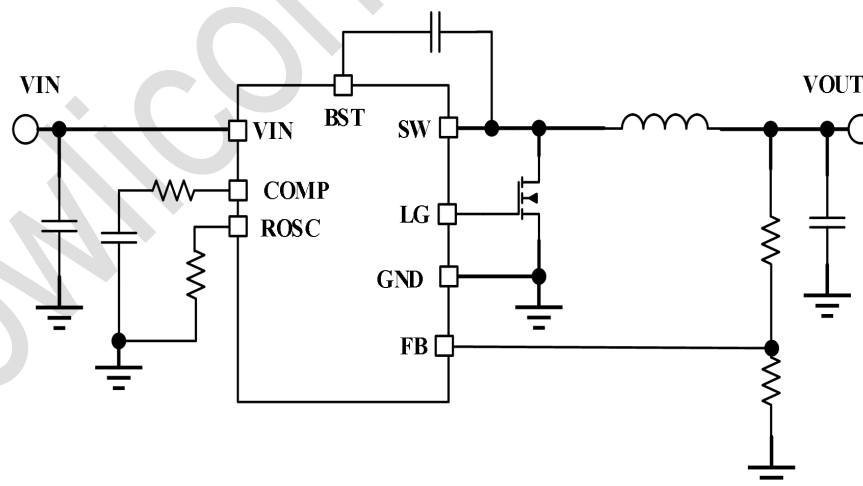 VIN
VOUT
BST
VIN
SW
COMP
LG
ROSC
GND
FB